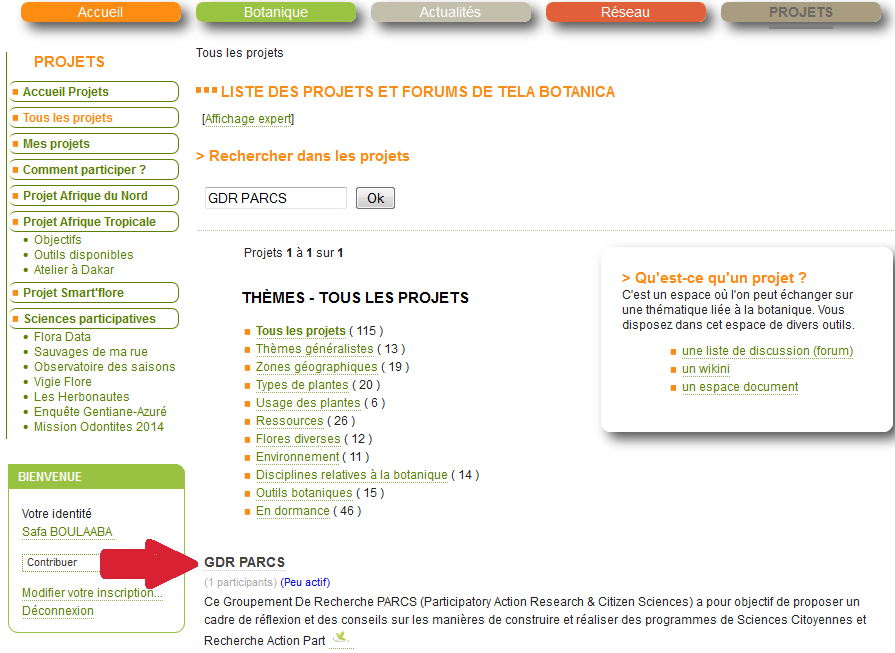 Accueil
Botanique
Actualités
Réseau
PROJETS
PROJETS
Accueil Projets
Tous les projets
Mes projets
Comment participer ?
Projet Afrique du Nord
Projet Afrique Tropicale
Objectifs
Outils disponibles
Atelier à Dakar
Projet Smart'flore
Sciences participatives
Flora Data
Sauvages de ma rue
Observatoire des saisons
Vigie Flore
Les Herbonautes
Enquête Gentiane-Azuré
Mission Odontites 2014
BIENVENUE
Votre identité
Safa BOULAABA
Contribuer
Modifier votre inscription...
Déconnexion
Tous les projets
LISTE DES PROJETS ET FORUMS DE TELA BOTANICA
[Affichage expert]
> Rechercher dans les projets
GDR PARCS
Ok
Projets 1 à 1 sur 1
THÈMES - TOUS LES PROJETS
Tous les projets ( 115 )
Thèmes généralistes ( 13 )
Zones géographiques ( 19 )
Types de plantes ( 20 )
Usage des plantes ( 6 )
Ressources ( 26 )
Flores diverses ( 12 )
Environnement ( 11 )
Disciplines relatives à la botanique ( 14 )
Outils botaniques ( 15 )
En dormance ( 46 )
> Qu'est-ce qu'un projet ?
C'est un espace où l'on peut échanger sur
une thématique liée à la botanique. Vous
disposez dans cet espace de divers outils.
une liste de discussion (forum)
un wikini
un espace document
GDR PARCS
(1 participants) (Peu actif)
Ce Groupement De Recherche PARCS (Participatory Action Research & Citizen Sciences) a pour objectif de proposer un
cadre de réflexion et des conseils sur les manières de construire et réaliser des programmes de Sciences Citoyennes et
Recherche Action Part